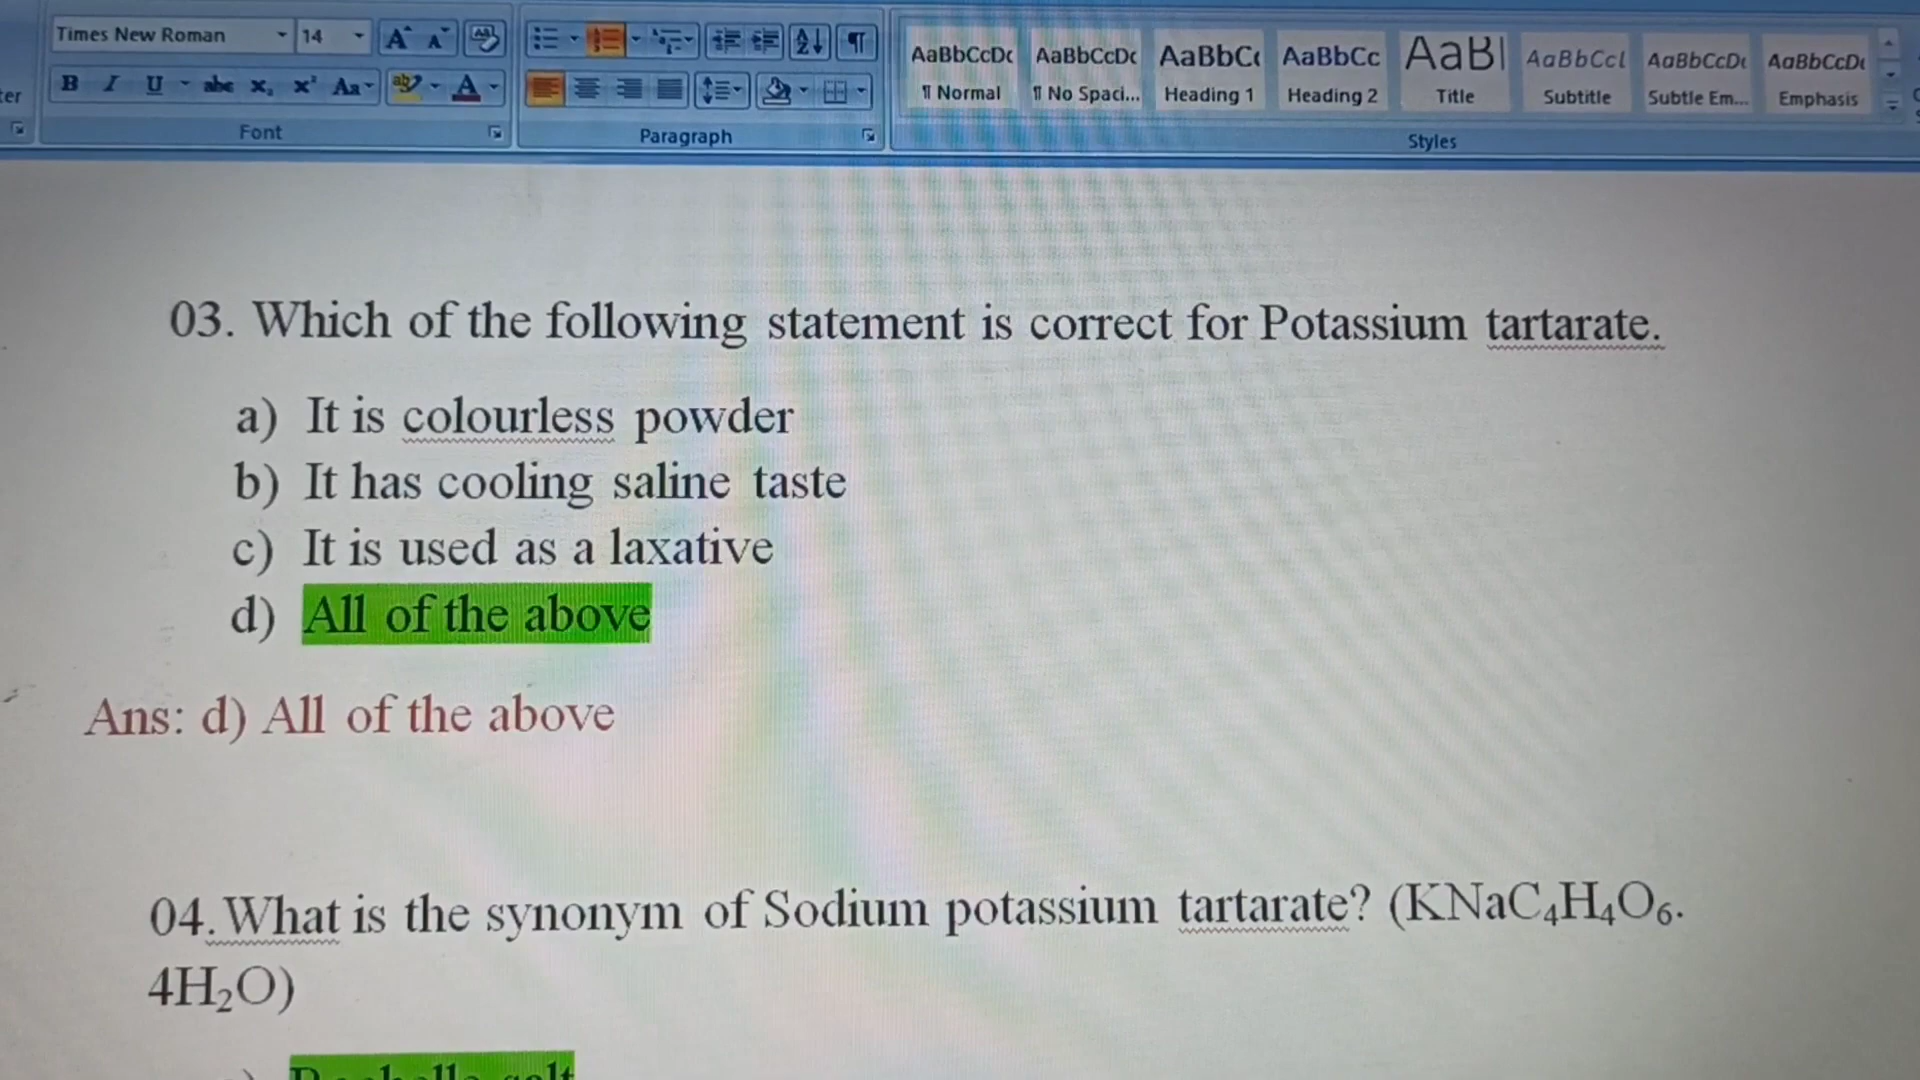 Times New Roman 14
AaBbCcDc AaBbCcDc AaBbC AaBbCc AaB AaBbCcL AaBbCcDc AaBbCcDc
¶ Normal ¶ No Spaci... Heading 1 Heading 2 Title Subtitle Subtle Em... Emphasis
Font Paragraph Styles
03. Which of the following statement is correct for Potassium tartarate.
a) It is colourless powder
b) It has cooling saline taste
c) It is used as a laxative
d) All of the above
Ans: d) All of the above
04. What is the synonym of Sodium potassium tartarate? (KNaC₄H₄O₆.
4H₂O)